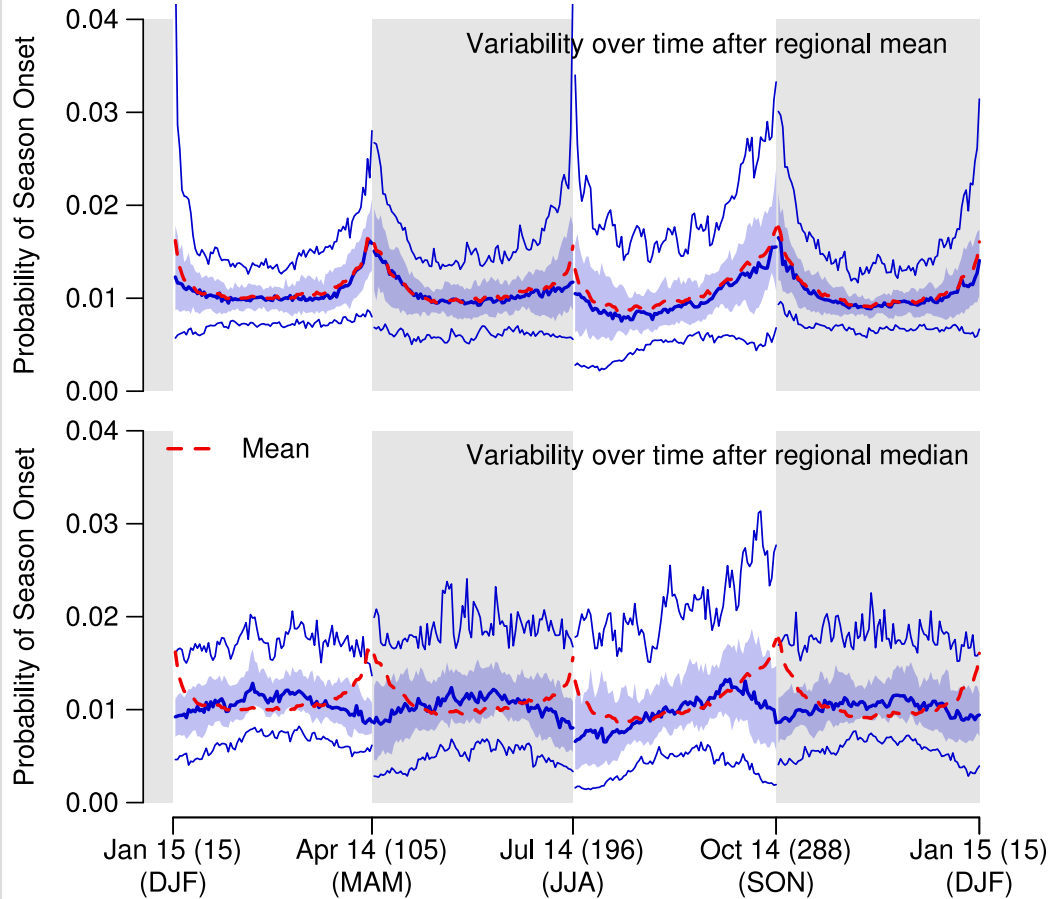 Variability over time after regional mean
Probability of Season Onset
0.04
0.03
0.02
0.01
0.00
Mean
Variability over time after regional median
Probability of Season Onset
0.04
0.03
0.02
0.01
0.00
Jan 15 (15) Apr 14 (105) Jul 14 (196) Oct 14 (288) Jan 15 (15)
(DJF) (MAM) (JJA) (SON) (DJF)